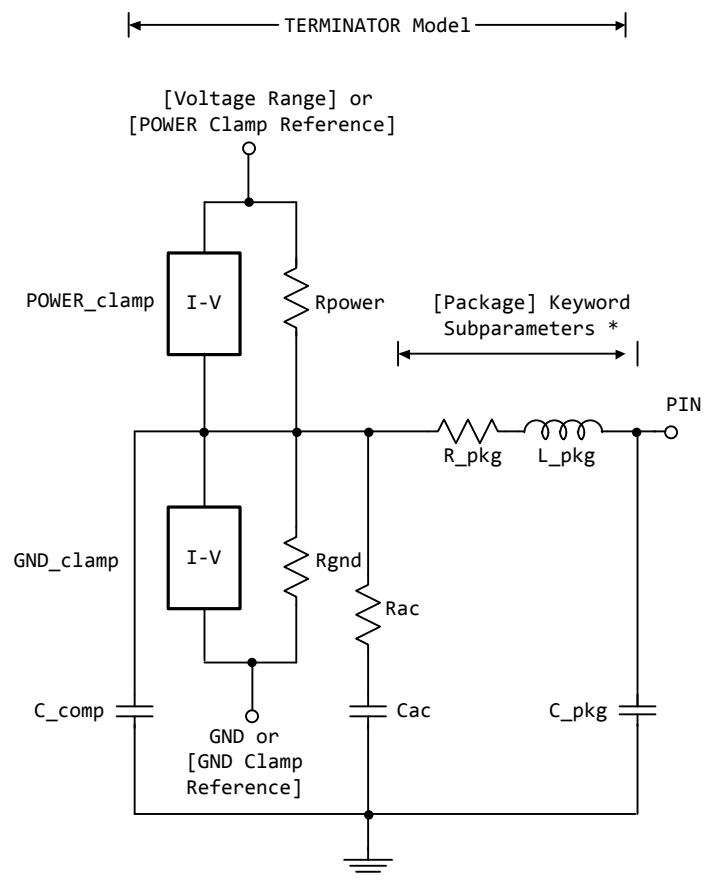 TERMINATOR Model
[Voltage Range] or
[POWER Clamp Reference]
POWER_clamp
I-V
Rpower
[Package] Keyword
Subparameters *
PIN
R_pkg
L_pkg
GND_clamp
I-V
Rgnd
Rac
C_comp
Cac
C_pkg
GND or
[GND Clamp
Reference]